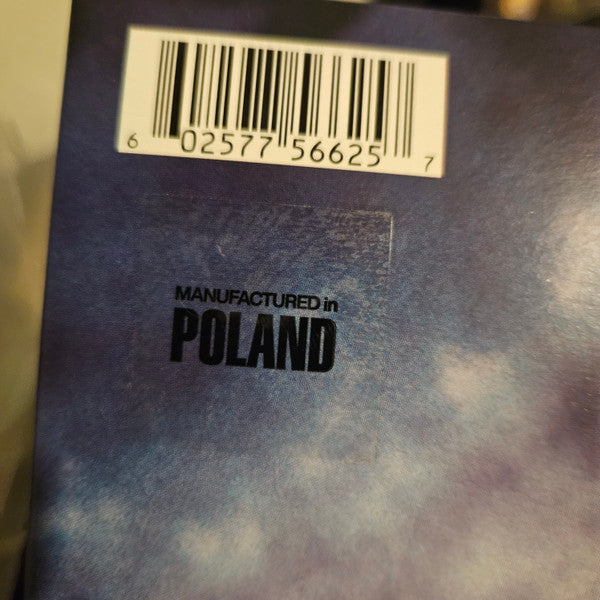 6 02577 56625 7
MANUFACTURED in
POLAND